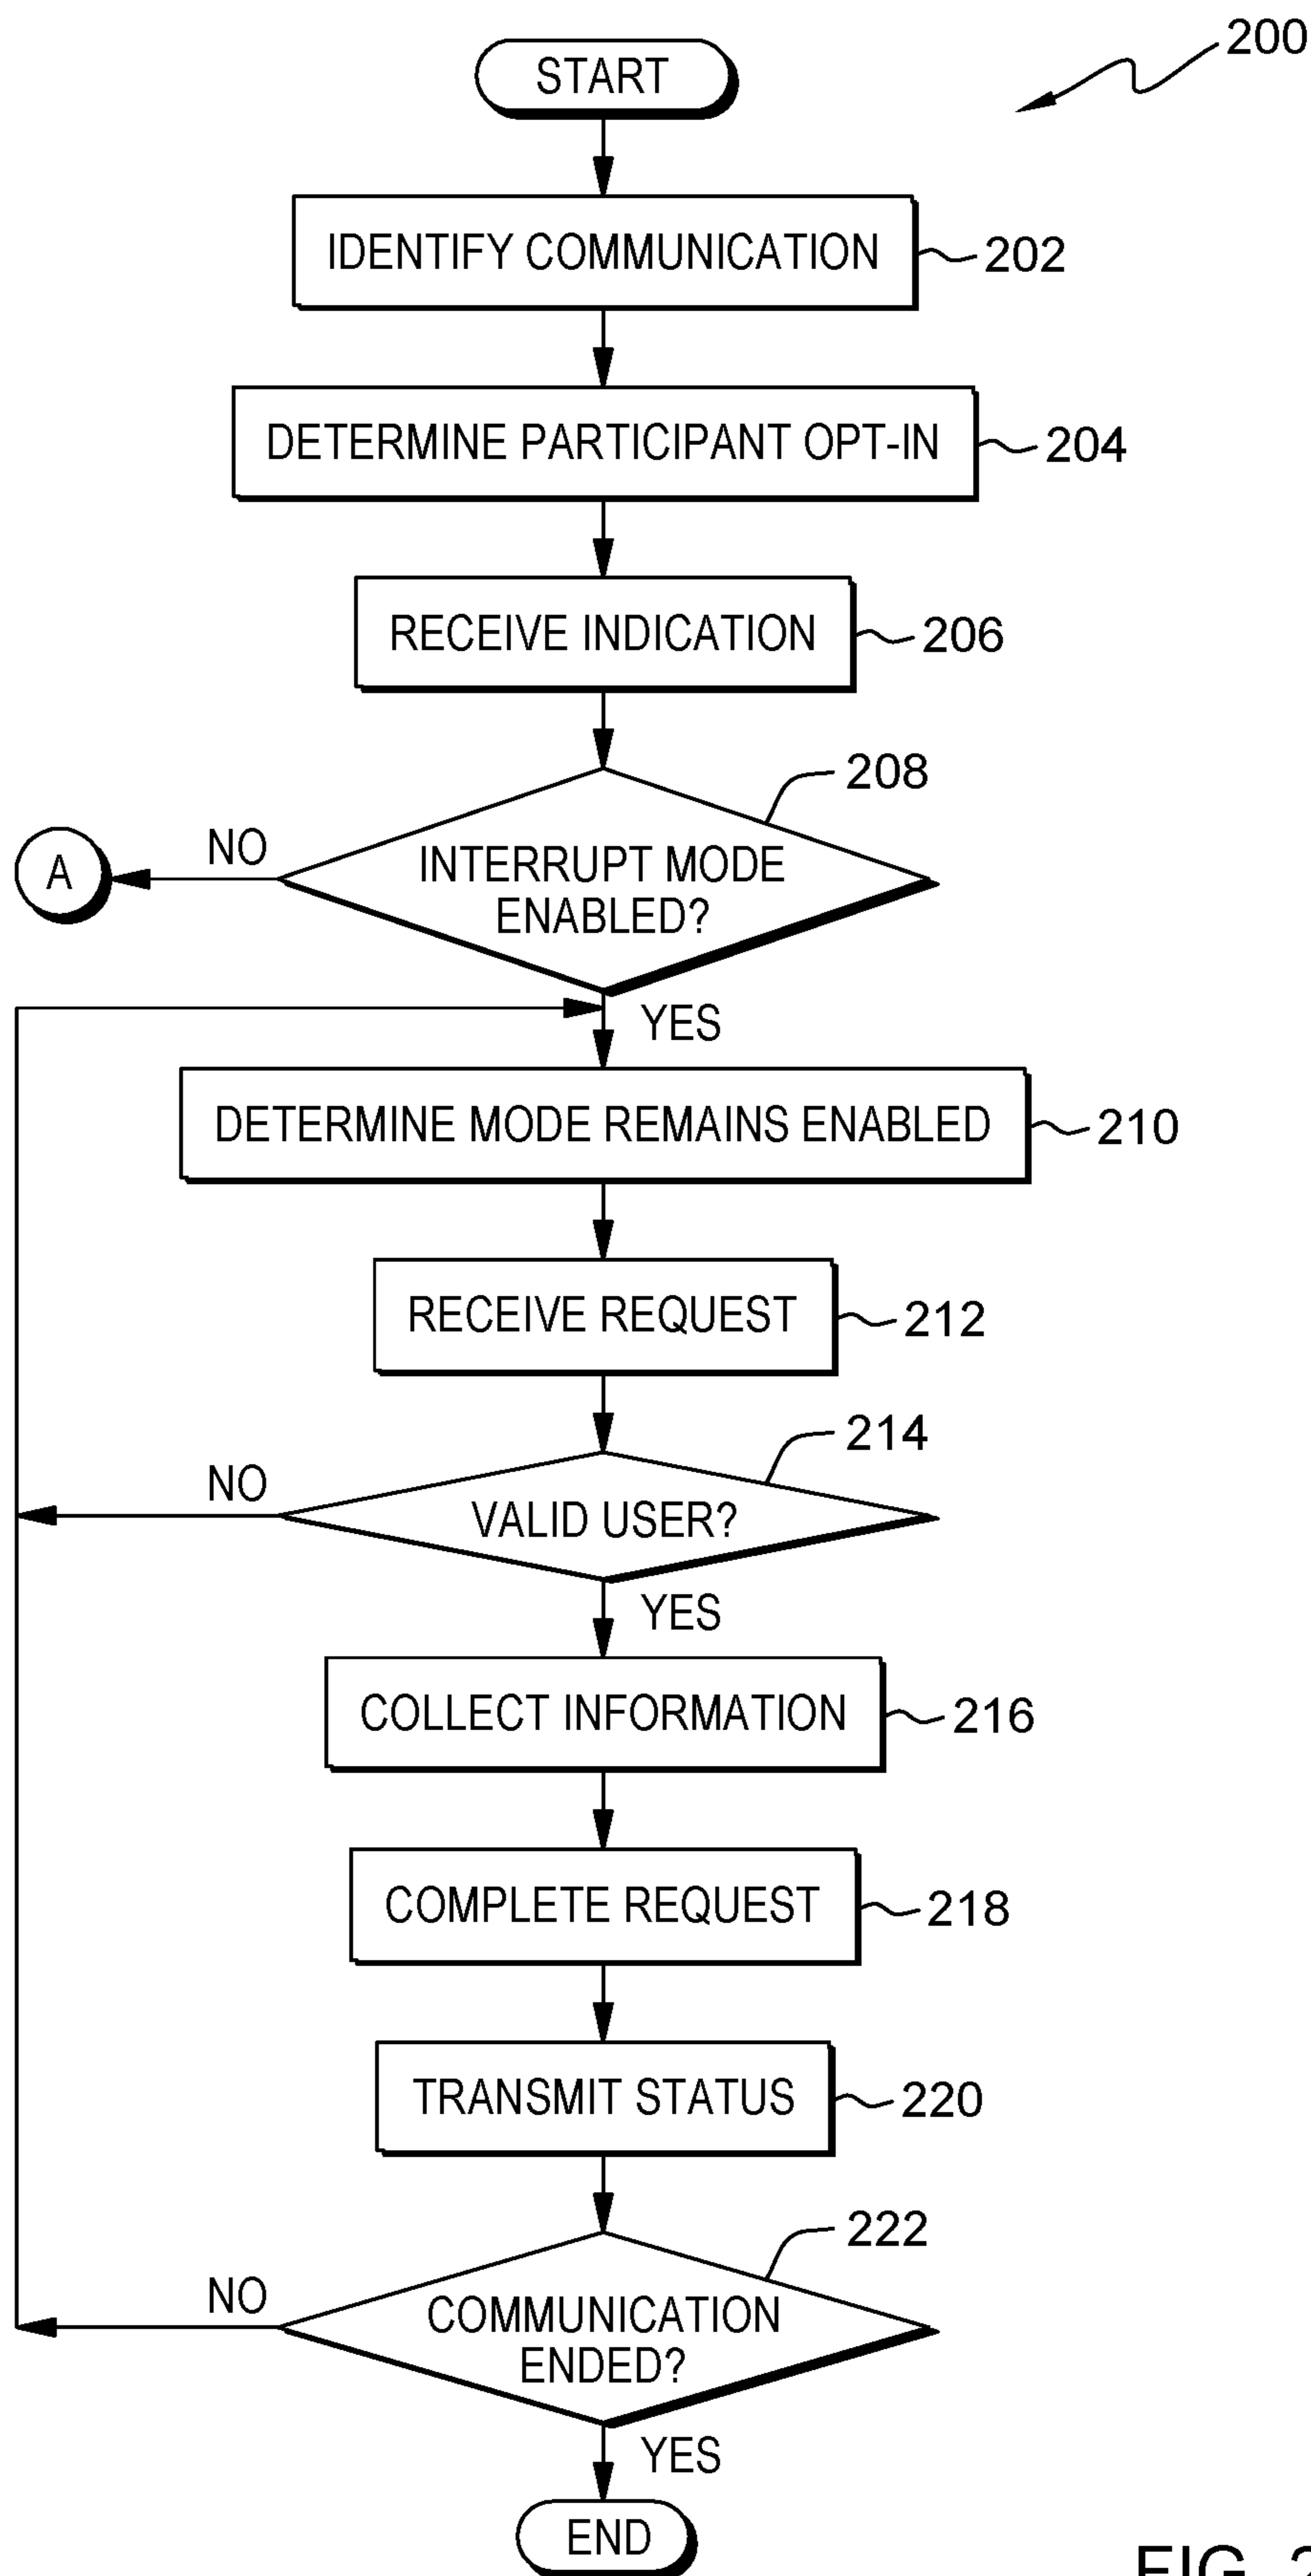 200
START
IDENTIFY COMMUNICATION
202
DETERMINE PARTICIPANT OPT-IN
204
RECEIVE INDICATION
206
208
INTERRUPT MODE
ENABLED?
NO
A
YES
DETERMINE MODE REMAINS ENABLED
210
RECEIVE REQUEST
212
214
VALID USER?
NO
YES
COLLECT INFORMATION
216
COMPLETE REQUEST
218
TRANSMIT STATUS
220
222
COMMUNICATION
ENDED?
NO
YES
END
FIG. 2